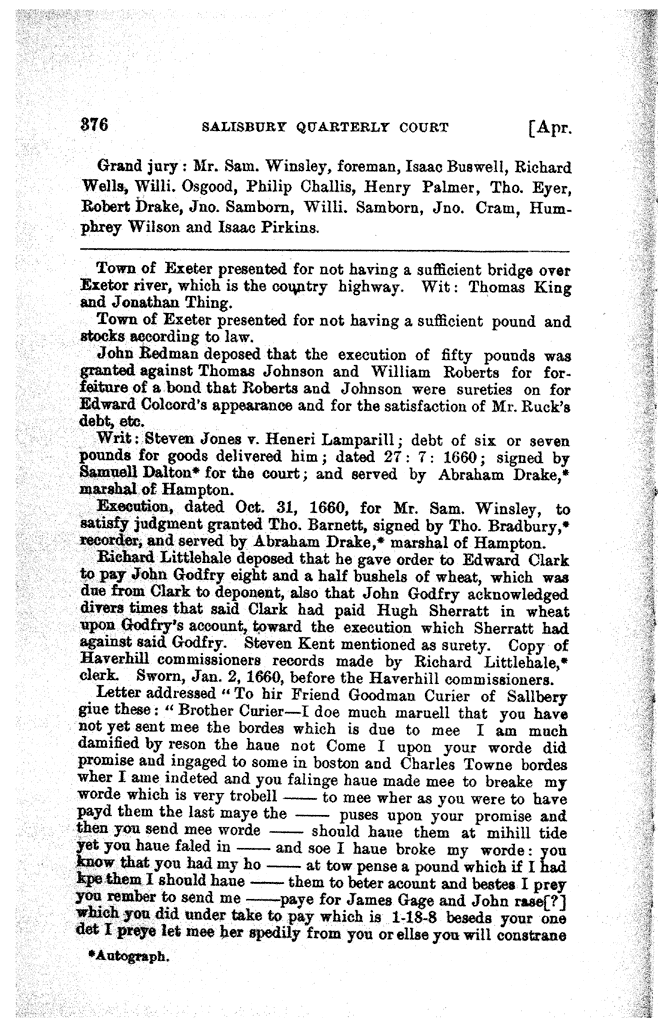 376 SALISBURY QUARTERLY COURT [Apr.
Grand jury: Mr. Sam. Winsley, foreman, Isaac Buswell, Richard
Wells, Willi. Osgood, Philip Challis, Henry Palmer, Tho. Eyer,
Robert Drake, Jno. Samborn, Willi. Samborn, Jno. Cram, Hum-
phrey Wilson and Isaac Pirkins.
Town of Exeter presented for not having a sufficient bridge over
Exetor river, which is the country highway. Wit: Thomas King
and Jonathan Thing.
Town of Exeter presented for not having a sufficient pound and
stocks according to law.
John Redman deposed that the execution of fifty pounds was
granted against Thomas Johnson and William Roberts for for-
feiture of a bond that Roberts and Johnson were sureties on for
Edward Colcord's appearance and for the satisfaction of Mr. Ruck's
debt, etc.
Writ: Steven Jones v. Heneri Lamparill; debt of six or seven
pounds for goods delivered him; dated 27: 7: 1660; signed by
Samuell Dalton* for the court; and served by Abraham Drake,*
marshal of Hampton.
Execution, dated Oct. 31, 1660, for Mr. Sam. Winsley, to
satisfy judgment granted Tho. Barnett, signed by Tho. Bradbury,*
recorder, and served by Abraham Drake,* marshal of Hampton.
Richard Littlehale deposed that he gave order to Edward Clark
to pay John Godfry eight and a half bushels of wheat, which was
due from Clark to deponent, also that John Godfry acknowledged
divers times that said Clark had paid Hugh Sherratt in wheat
upon Godfry's account, toward the execution which Sherratt had
against said Godfry. Steven Kent mentioned as surety. Copy of
Haverhill commissioners records made by Richard Littlehale,*
clerk. Sworn, Jan. 2, 1660, before the Haverhill commissioners.
Letter addressed "To hir Friend Goodman Curier of Sallbery
giue these: "Brother Curier—I doe much maruell that you have
not yet sent mee the bordes which is due to mee I am much
damified by reson the haue not Come I upon your worde did
promise and ingaged to some in boston and Charles Towne bordes
wher I ame indeted and you falinge haue made mee to breake my
worde which is very trobell —— to mee wher as you were to have
payd them the last maye the —— puses upon your promise and
then you send mee worde —— should haue them at mihill tide
yet you haue faled in —— and soe I haue broke my worde: you
know that you had my ho —— at tow pense a pound which if I had
kpe them I should haue —— them to beter acount and bestes I prey
you rember to send me ——paye for James Gage and John rase[?]
which you did under take to pay which is 1-18-8 beseds your one
det I preye let mee her spedily from you or ellse you will constrane
*Autograph.